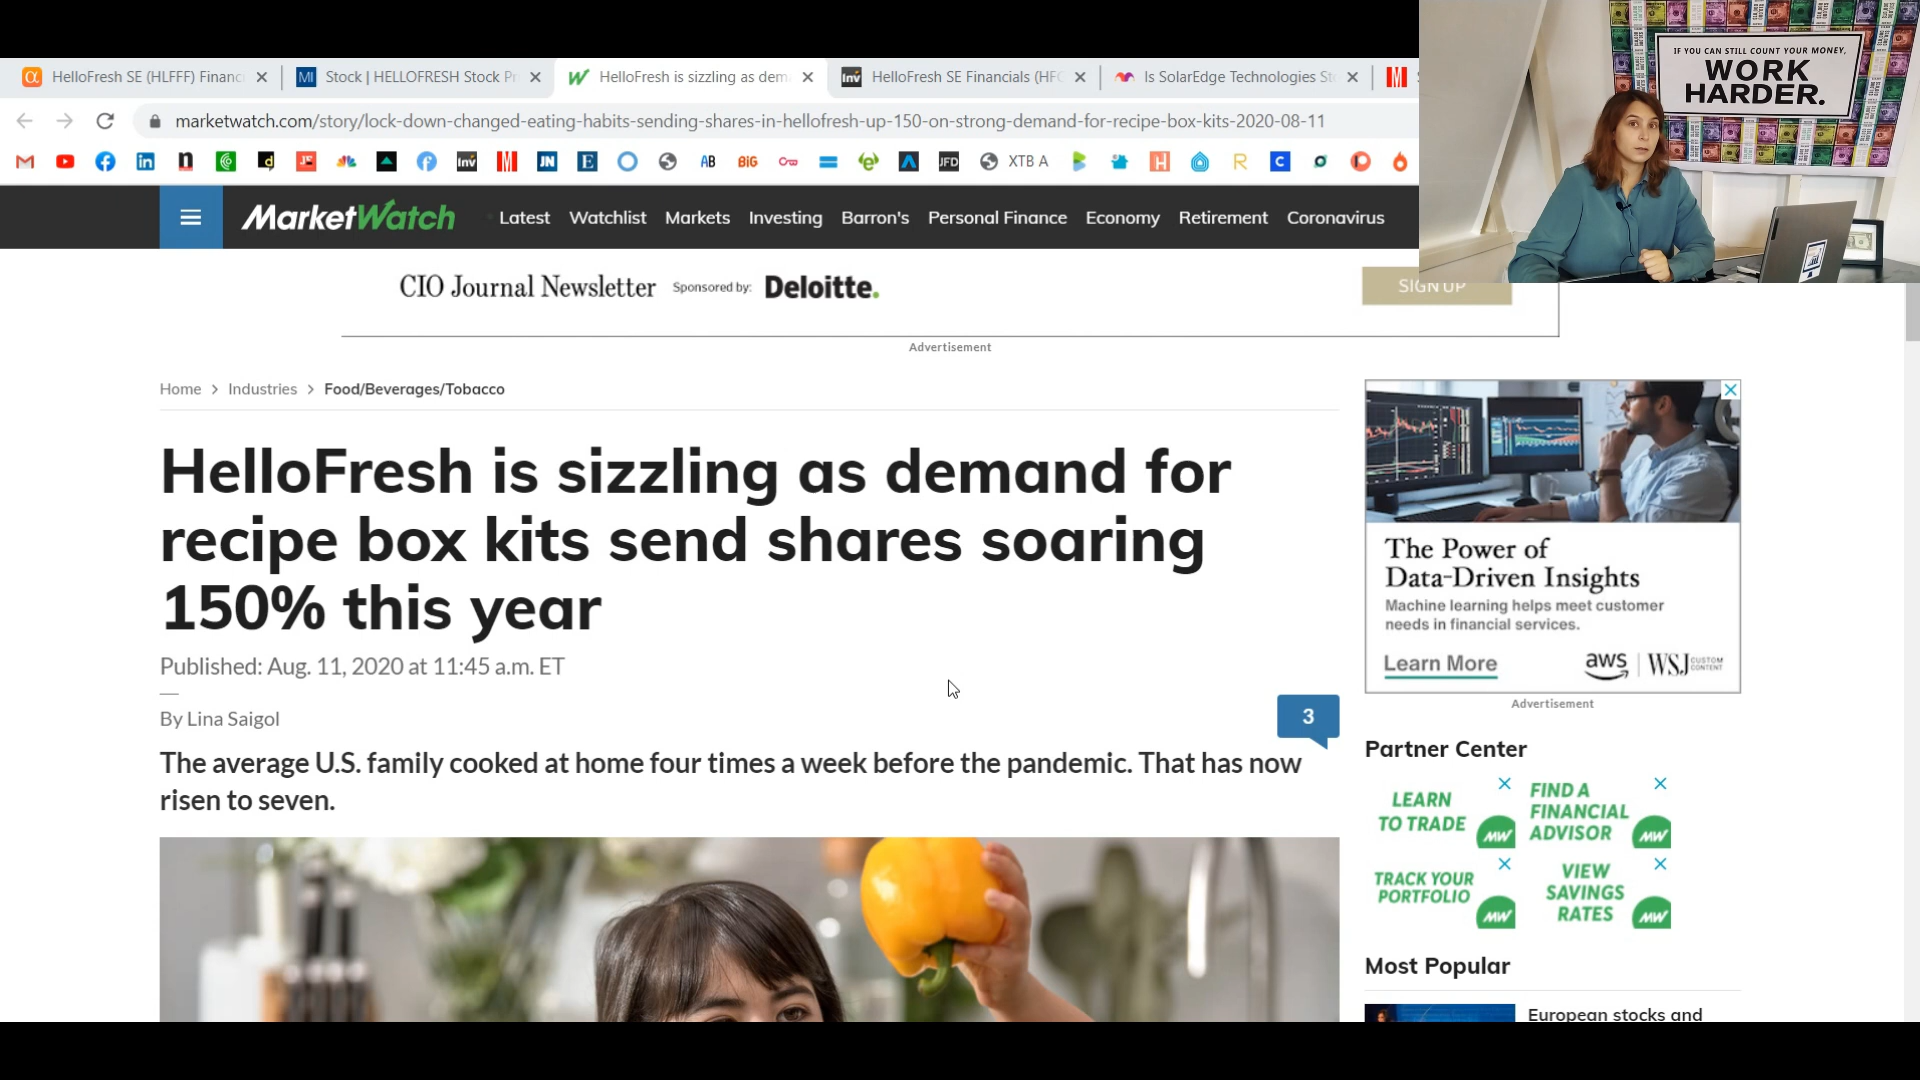 HelloFresh SE (HLFFF) Financ
Stock | HELLOFRESH Stock Pr
HelloFresh is sizzling as dem
HelloFresh SE Financials (HFG
Is SolarEdge Technologies St
marketwatch.com/story/lock-down-changed-eating-habits-sending-shares-in-hellofresh-up-150-on-strong-demand-for-recipe-box-kits-2020-08-11
XTB A
IF YOU CAN STILL COUNT YOUR MONEY,
WORK
HARDER.
MarketWatch
Latest Watchlist Markets Investing Barron's Personal Finance Economy Retirement Coronavirus
CIO Journal Newsletter Sponsored by: Deloitte.
SIGN UP
Advertisement
Home > Industries > Food/Beverages/Tobacco
HelloFresh is sizzling as demand for
recipe box kits send shares soaring
150% this year
Published: Aug. 11, 2020 at 11:45 a.m. ET
By Lina Saigol
3
The average U.S. family cooked at home four times a week before the pandemic. That has now
risen to seven.
The Power of
Data-Driven Insights
Machine learning helps meet customer
needs in financial services.
Learn More
aws | WSJ CUSTOM CONTENT
Advertisement
Partner Center
LEARN
TO TRADE
MW
FIND A
FINANCIAL
ADVISOR
MW
TRACK YOUR
PORTFOLIO
MW
VIEW
SAVINGS
RATES
MW
Most Popular
European stocks and